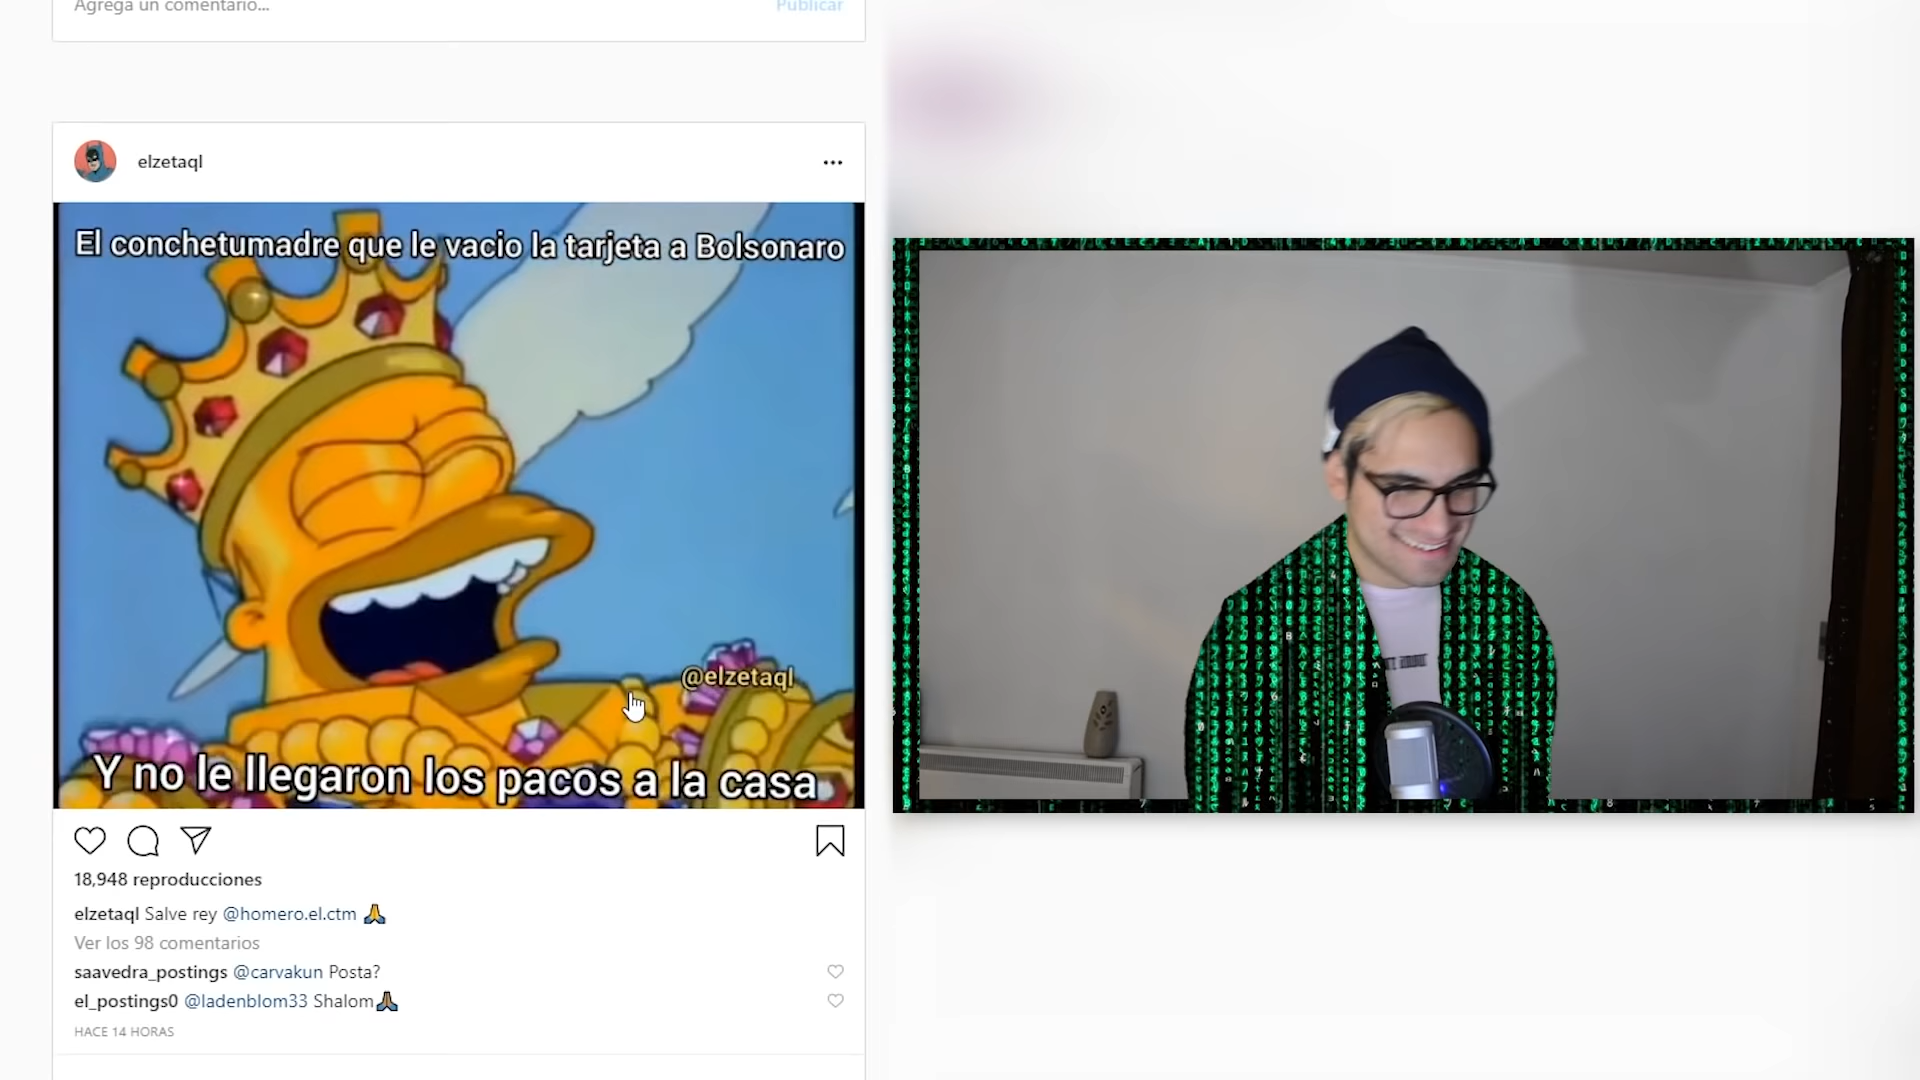 Agrega un comentario...
Publicar
elzetaql
El conchetumadre que le vacio la tarjeta a Bolsonaro
@elzetaql
Y no le llegaron los pacos a la casa
18,948 reproducciones
elzetaql Salve rey @homero.el.ctm 🙏
Ver los 98 comentarios
saavedra_postings @carvakun Posta?
el_postings0 @ladenblom33 Shalom🙏🏾
HACE 14 HORAS